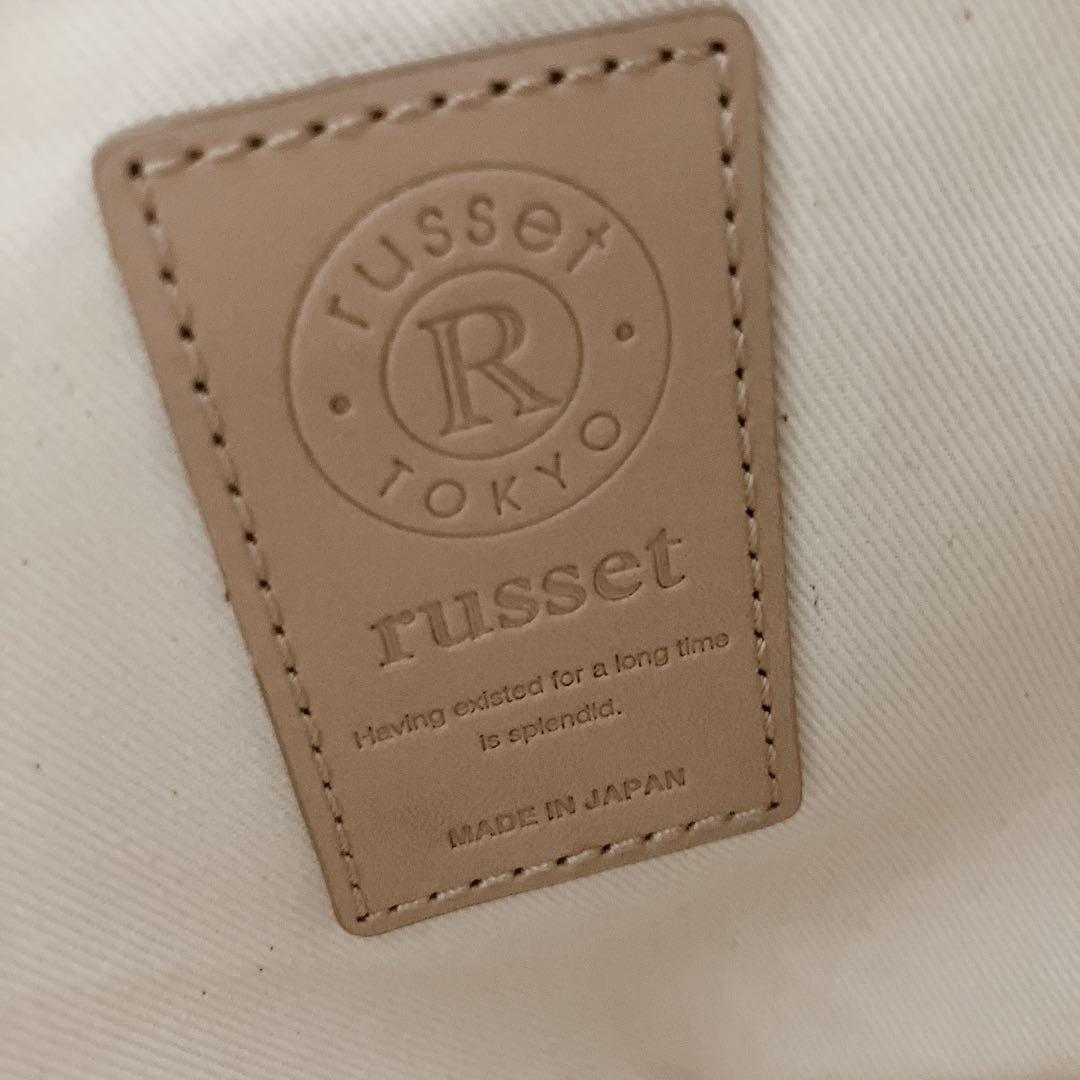 russet
R
TOKYO
russet
Having existed for a long time
is splendid.
MADE IN JAPAN